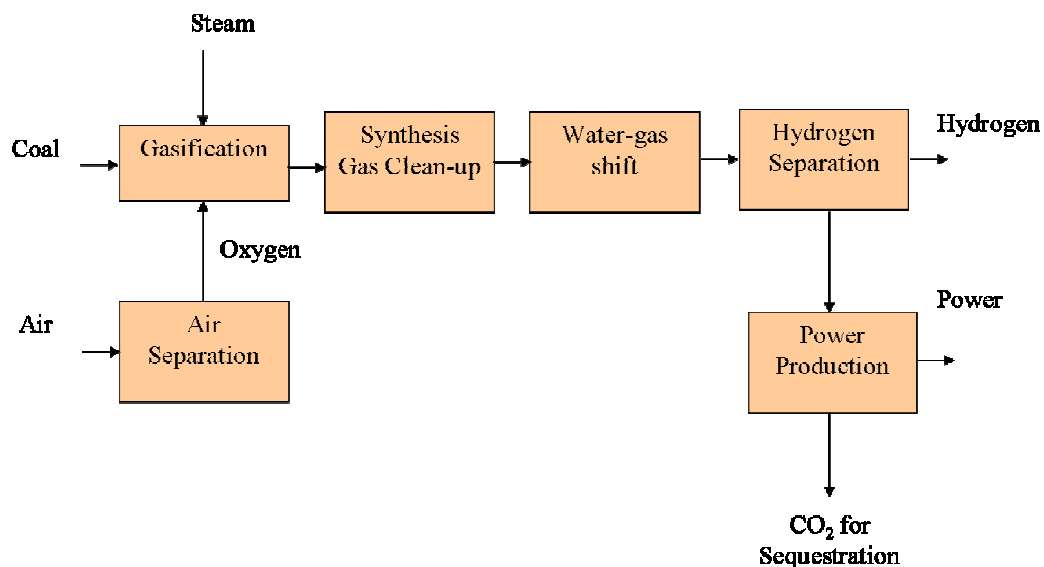 Steam
Coal
Gasification
Synthesis
Gas Clean-up
Water-gas
shift
Hydrogen
Separation
Hydrogen
Oxygen
Air
Air
Separation
Power
Production
Power
CO₂ for
Sequestration